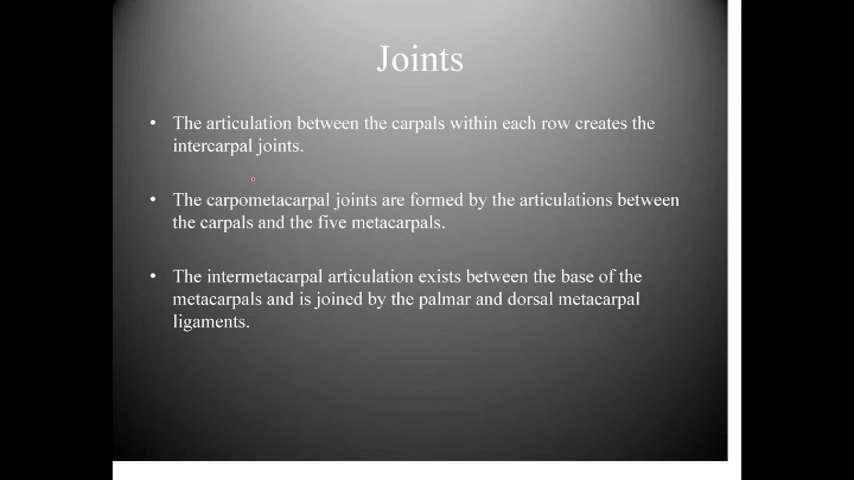 Joints
• The articulation between the carpals within each row creates the
intercarpal joints.
• The carpometacarpal joints are formed by the articulations between
the carpals and the five metacarpals.
• The intermetacarpal articulation exists between the base of the
metacarpals and is joined by the palmar and dorsal metacarpal
ligaments.